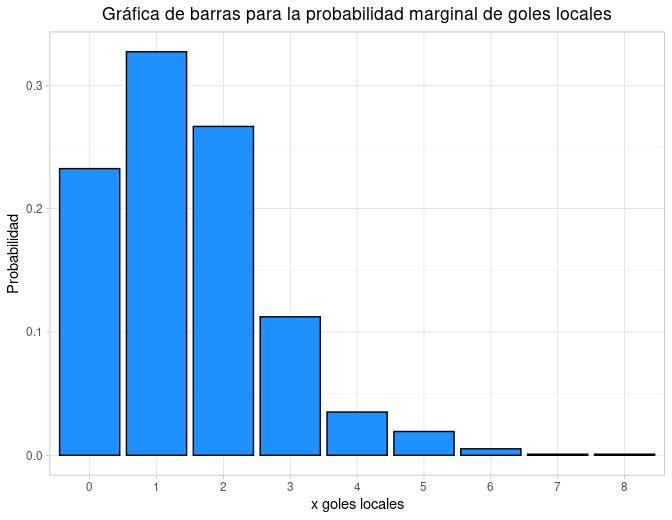 Gráfica de barras para la probabilidad marginal de goles locales
Probabilidad
0.3
0.2
0.1
0.0
0 1 2 3 4 5 6 7 8
x goles locales